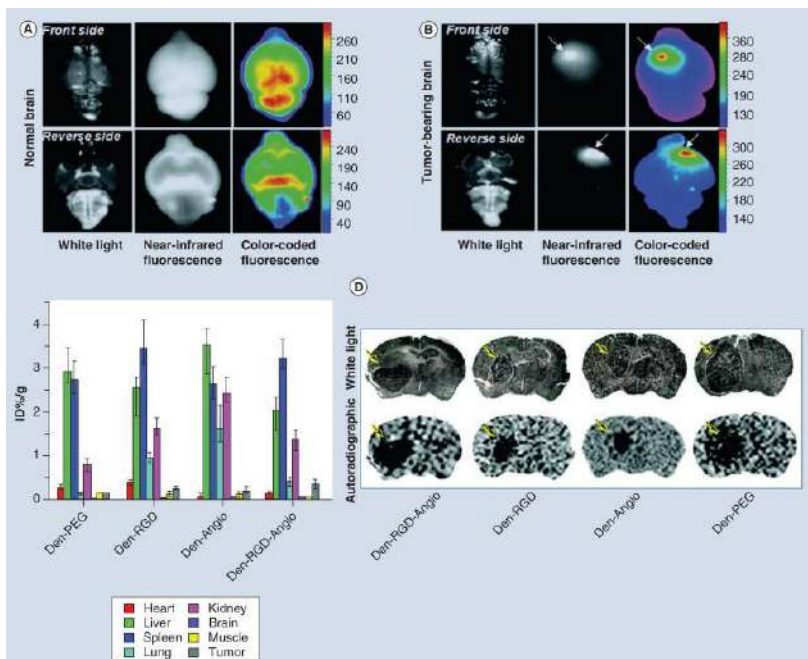 A
Front side
260
210
160
110
60
Normal brain
Reverse side
240
190
140
90
40
White light
Near-infrared
fluorescence
Color-coded
fluorescence
B
Front side
360
280
240
190
130
Tumor-bearing brain
Reverse side
300
260
220
180
140
White light
Near-infrared
fluorescence
Color-coded
fluorescence
4
3
2
1
0
ID%/g
Den-PEG
Den-RGD
Den-Angio
Den-RGD-Angio
Heart
Kidney
Liver
Brain
Spleen
Muscle
Lung
Tumor
D
White light
Autoradiographic
Den-RGD-Angio
Den-RGD
Den-Angio
Den-PEG